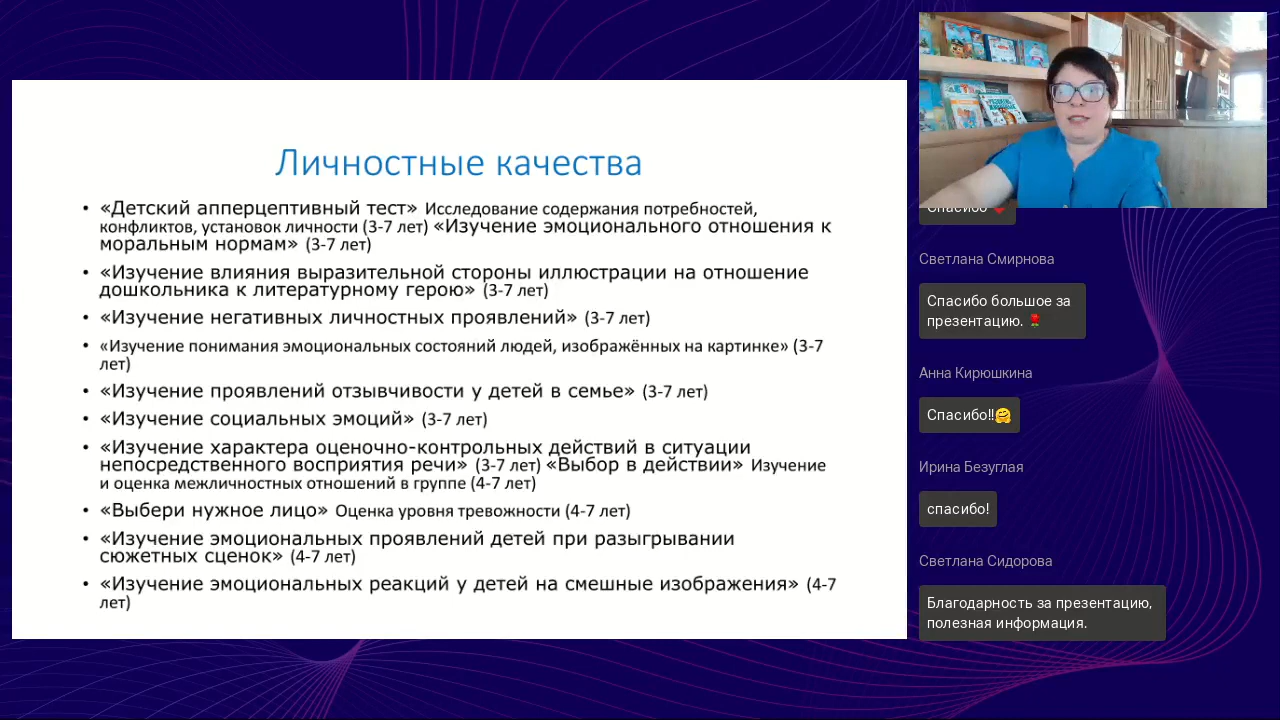 Личностные качества
• «Детский апперцептивный тест» Исследование содержания потребностей,
конфликтов, установок личности (3-7 лет) «Изучение эмоционального отношения к
моральным нормам» (3-7 лет)
• «Изучение влияния выразительной стороны иллюстрации на отношение
дошкольника к литературному герою» (3-7 лет)
• «Изучение негативных личностных проявлений» (3-7 лет)
• «Изучение понимания эмоциональных состояний людей, изображённых на картинке» (3-7
лет)
• «Изучение проявлений отзывчивости у детей в семье» (3-7 лет)
• «Изучение социальных эмоций» (3-7 лет)
• «Изучение характера оценочно-контрольных действий в ситуации
непосредственного восприятия речи» (3-7 лет) «Выбор в действии» Изучение
и оценка межличностных отношений в группе (4-7 лет)
• «Выбери нужное лицо» Оценка уровня тревожности (4-7 лет)
• «Изучение эмоциональных проявлений детей при разыгрывании
сюжетных сценок» (4-7 лет)
• «Изучение эмоциональных реакций у детей на смешные изображения» (4-7
лет)
Спасибо
Светлана Смирнова
Спасибо большое за
презентацию. 🌹
Анна Кирюшкина
Спасибо!!🤗
Ирина Безуглая
спасибо!
Светлана Сидорова
Благодарность за презентацию,
полезная информация.